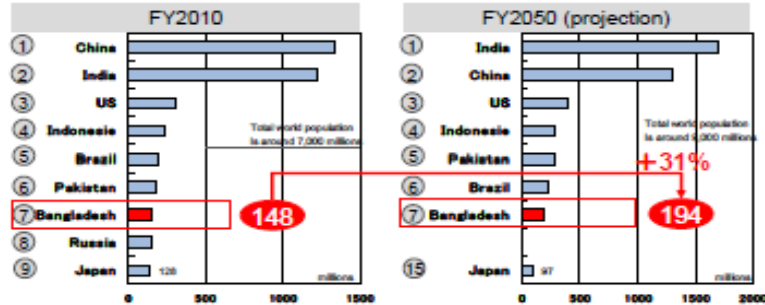 FY2010
① China
② India
③ US
④ Indonesie
⑤ Brazil
⑥ Pakistan
⑦ Bangladesh
⑧ Russia
⑨ Japan
128
Total world population
Is around 7,000 millions
148
millions
0 500 1000 1500
FY2050 (projection)
① India
② China
③ US
④ Indonesie
⑤ Pakistan
⑥ Brazil
⑦ Bangladesh
⑮ Japan
97
Total world population
Is around 9,000 millions
+31%
194
millions
0 500 1000 1500 2000